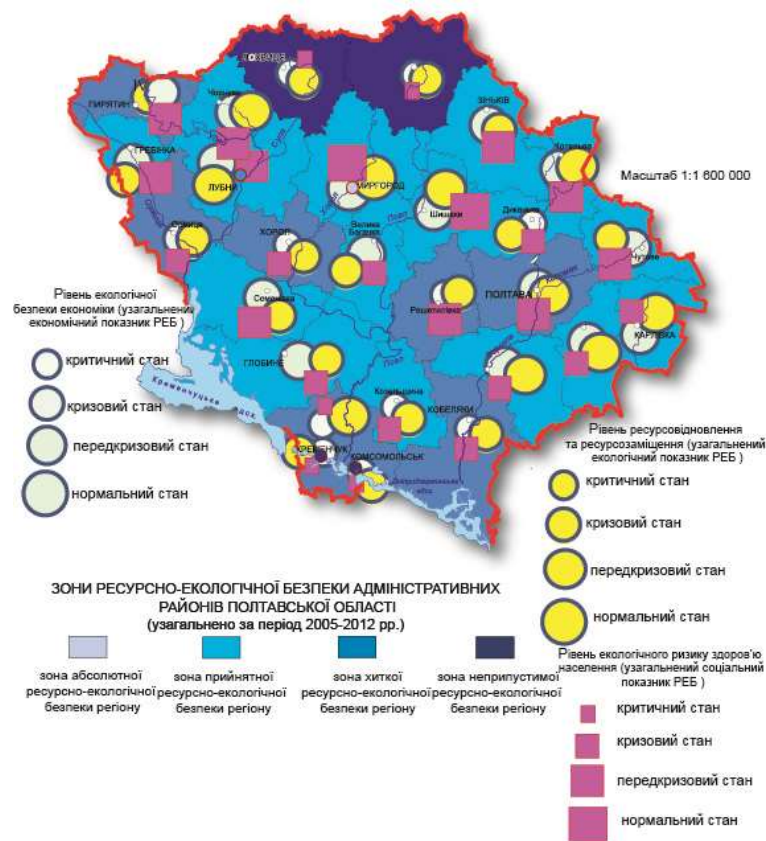 ЛОХВИЦЯ
ПИРЯТИН
Чорнухи
ЗІНЬКІВ
ГРЕБІНКА
Котельва
Масштаб 1:1 600 000
ЛУБНИ
МИРГОРОД
Шишаки
Диканька
Оржиця
ХОРОЛ
Велика
Багачка
Чутове
Рівень екологічної
безпеки економіки (узагальнений
економічний показник РЕБ )
Семенівка
Решетилівка
ПОЛТАВА
КАРЛІВКА
критичний стан
кризовий стан
передкризовий стан
нормальний стан
ГЛОБИНЕ
Кременчуцьке вдсх.
Козельщина
КОБЕЛЯКИ
КРЕМЕНЧУК
КОМСОМОЛЬСЬК
Дніпродзержинське
вдсх.
Рівень ресурсовідновлення
та ресурсозаміщення (узагальнений
екологічний показник РЕБ )
критичний стан
кризовий стан
передкризовий стан
нормальний стан
ЗОНИ РЕСУРСНО-ЕКОЛОГІЧНОЇ БЕЗПЕКИ АДМІНІСТРАТИВНИХ
РАЙОНІВ ПОЛТАВСЬКОЇ ОБЛАСТІ
(узагальнено за період 2005-2012 рр.)
зона абсолютної
ресурсно-екологічної
безпеки регіону
зона прийнятної
ресурсно-екологічної
безпеки регіону
зона хиткої
ресурсно-екологічної
безпеки регіону
зона неприпустимої
ресурсно-екологічної
безпеки регіону
Рівень екологічного ризику здоров'ю
населення (узагальнений соціальний
показник РЕБ )
критичний стан
кризовий стан
передкризовий стан
нормальний стан